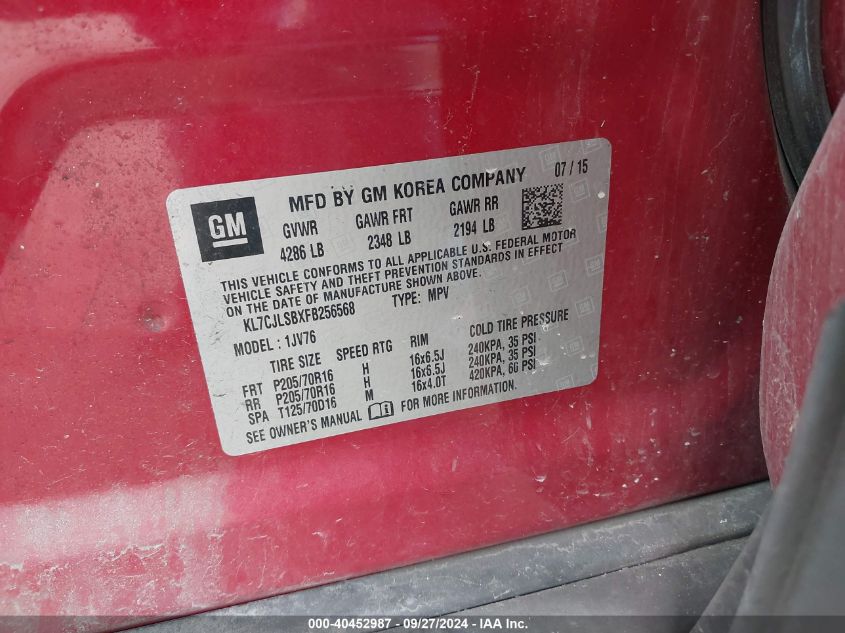 GM
MFD BY GM KOREA COMPANY 07 / 15
GVWR GAWR FRT GAWR RR
4286 LB 2348 LB 2194 LB
THIS VEHICLE CONFORMS TO ALL APPLICABLE U.S. FEDERAL MOTOR
VEHICLE SAFETY AND THEFT PREVENTION STANDARDS IN EFFECT
ON THE DATE OF MANUFACTURE SHOWN ABOVE.
KL7CJLSBXFB256568 TYPE: MPV
MODEL : 1JV76
TIRE SIZE SPEED RTG RIM COLD TIRE PRESSURE
FRT P205/70R16 H 16x6.5J 240KPA, 35 PSI
RR P205/70R16 H 16x6.5J 240KPA, 35 PSI
SPA T125/70D16 M 16x4.0T 420KPA, 60 PSI
SEE OWNER'S MANUAL FOR MORE INFORMATION.
000-40452987 - 09/27/2024 - IAAI.com